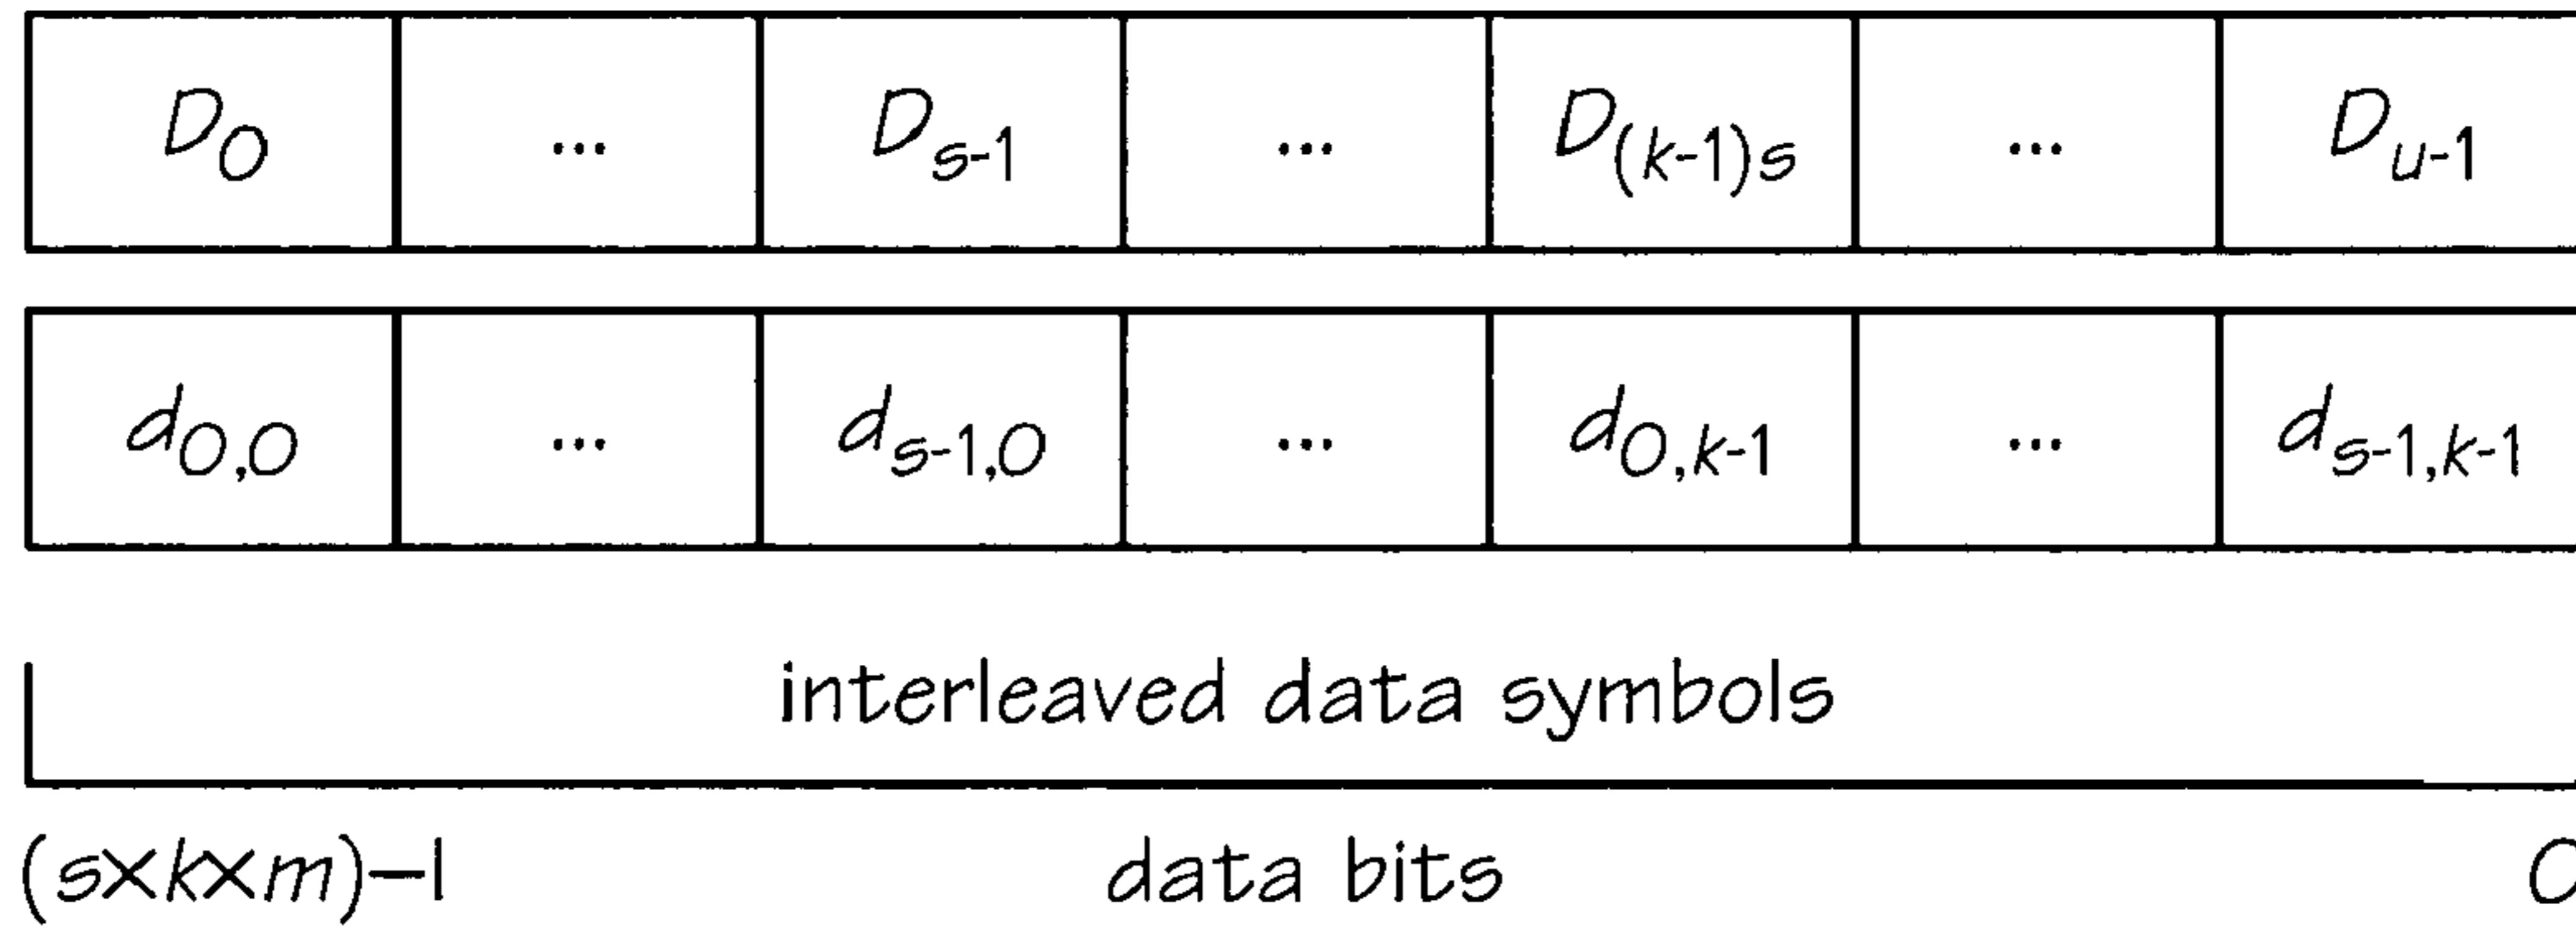 D0 ... Ds-1 ... D(k-1)s ... Du-1
d0,0 ... ds-1,0 ... d0,k-1 ... ds-1,k-1
interleaved data symbols
(s×k×m)–1 data bits 0